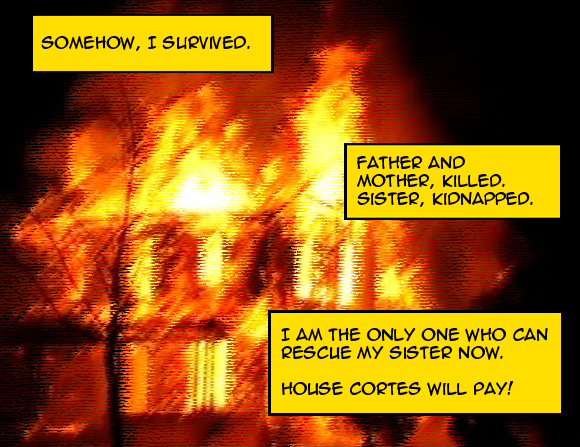 SOMEHOW, I SURVIVED.
FATHER AND
MOTHER, KILLED.
SISTER, KIDNAPPED.
I AM THE ONLY ONE WHO CAN
RESCUE MY SISTER NOW.
HOUSE CORTES WILL PAY!